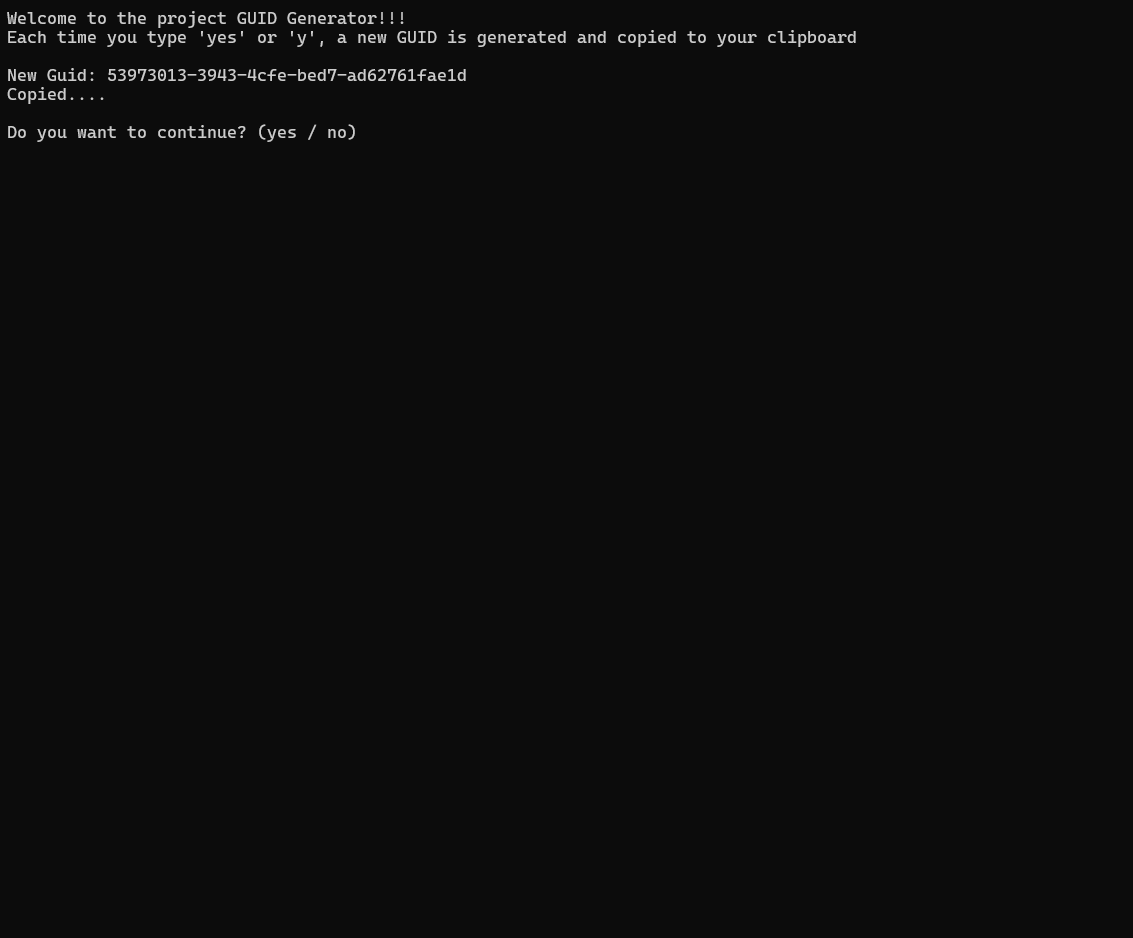 Welcome to the project GUID Generator!!!
Each time you type 'yes' or 'y', a new GUID is generated and copied to your clipboard
New Guid: 53973013-3943-4cfe-bed7-ad62761fae1d
Copied....
Do you want to continue? (yes / no)